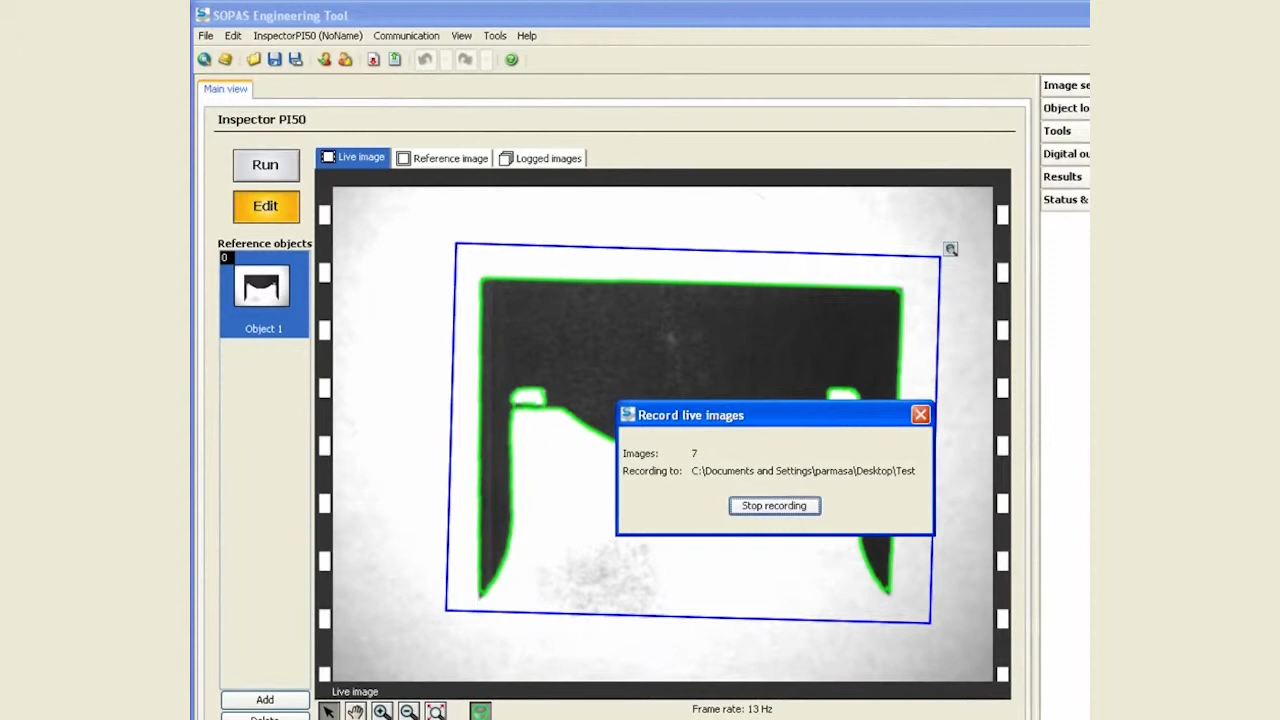 SOPAS Engineering Tool
File Edit InspectorPI50 (NoName) Communication View Tools Help
Main view
Inspector PI50
Run
Edit
Reference objects
0
Object 1
Add
Live image
Reference image
Logged images
Record live images
Images: 7
Recording to: C:\Documents and Settings\parmasa\Desktop\Test
Stop recording
Live image
Frame rate: 13 Hz
Image se
Object lo
Tools
Digital ou
Results
Status &